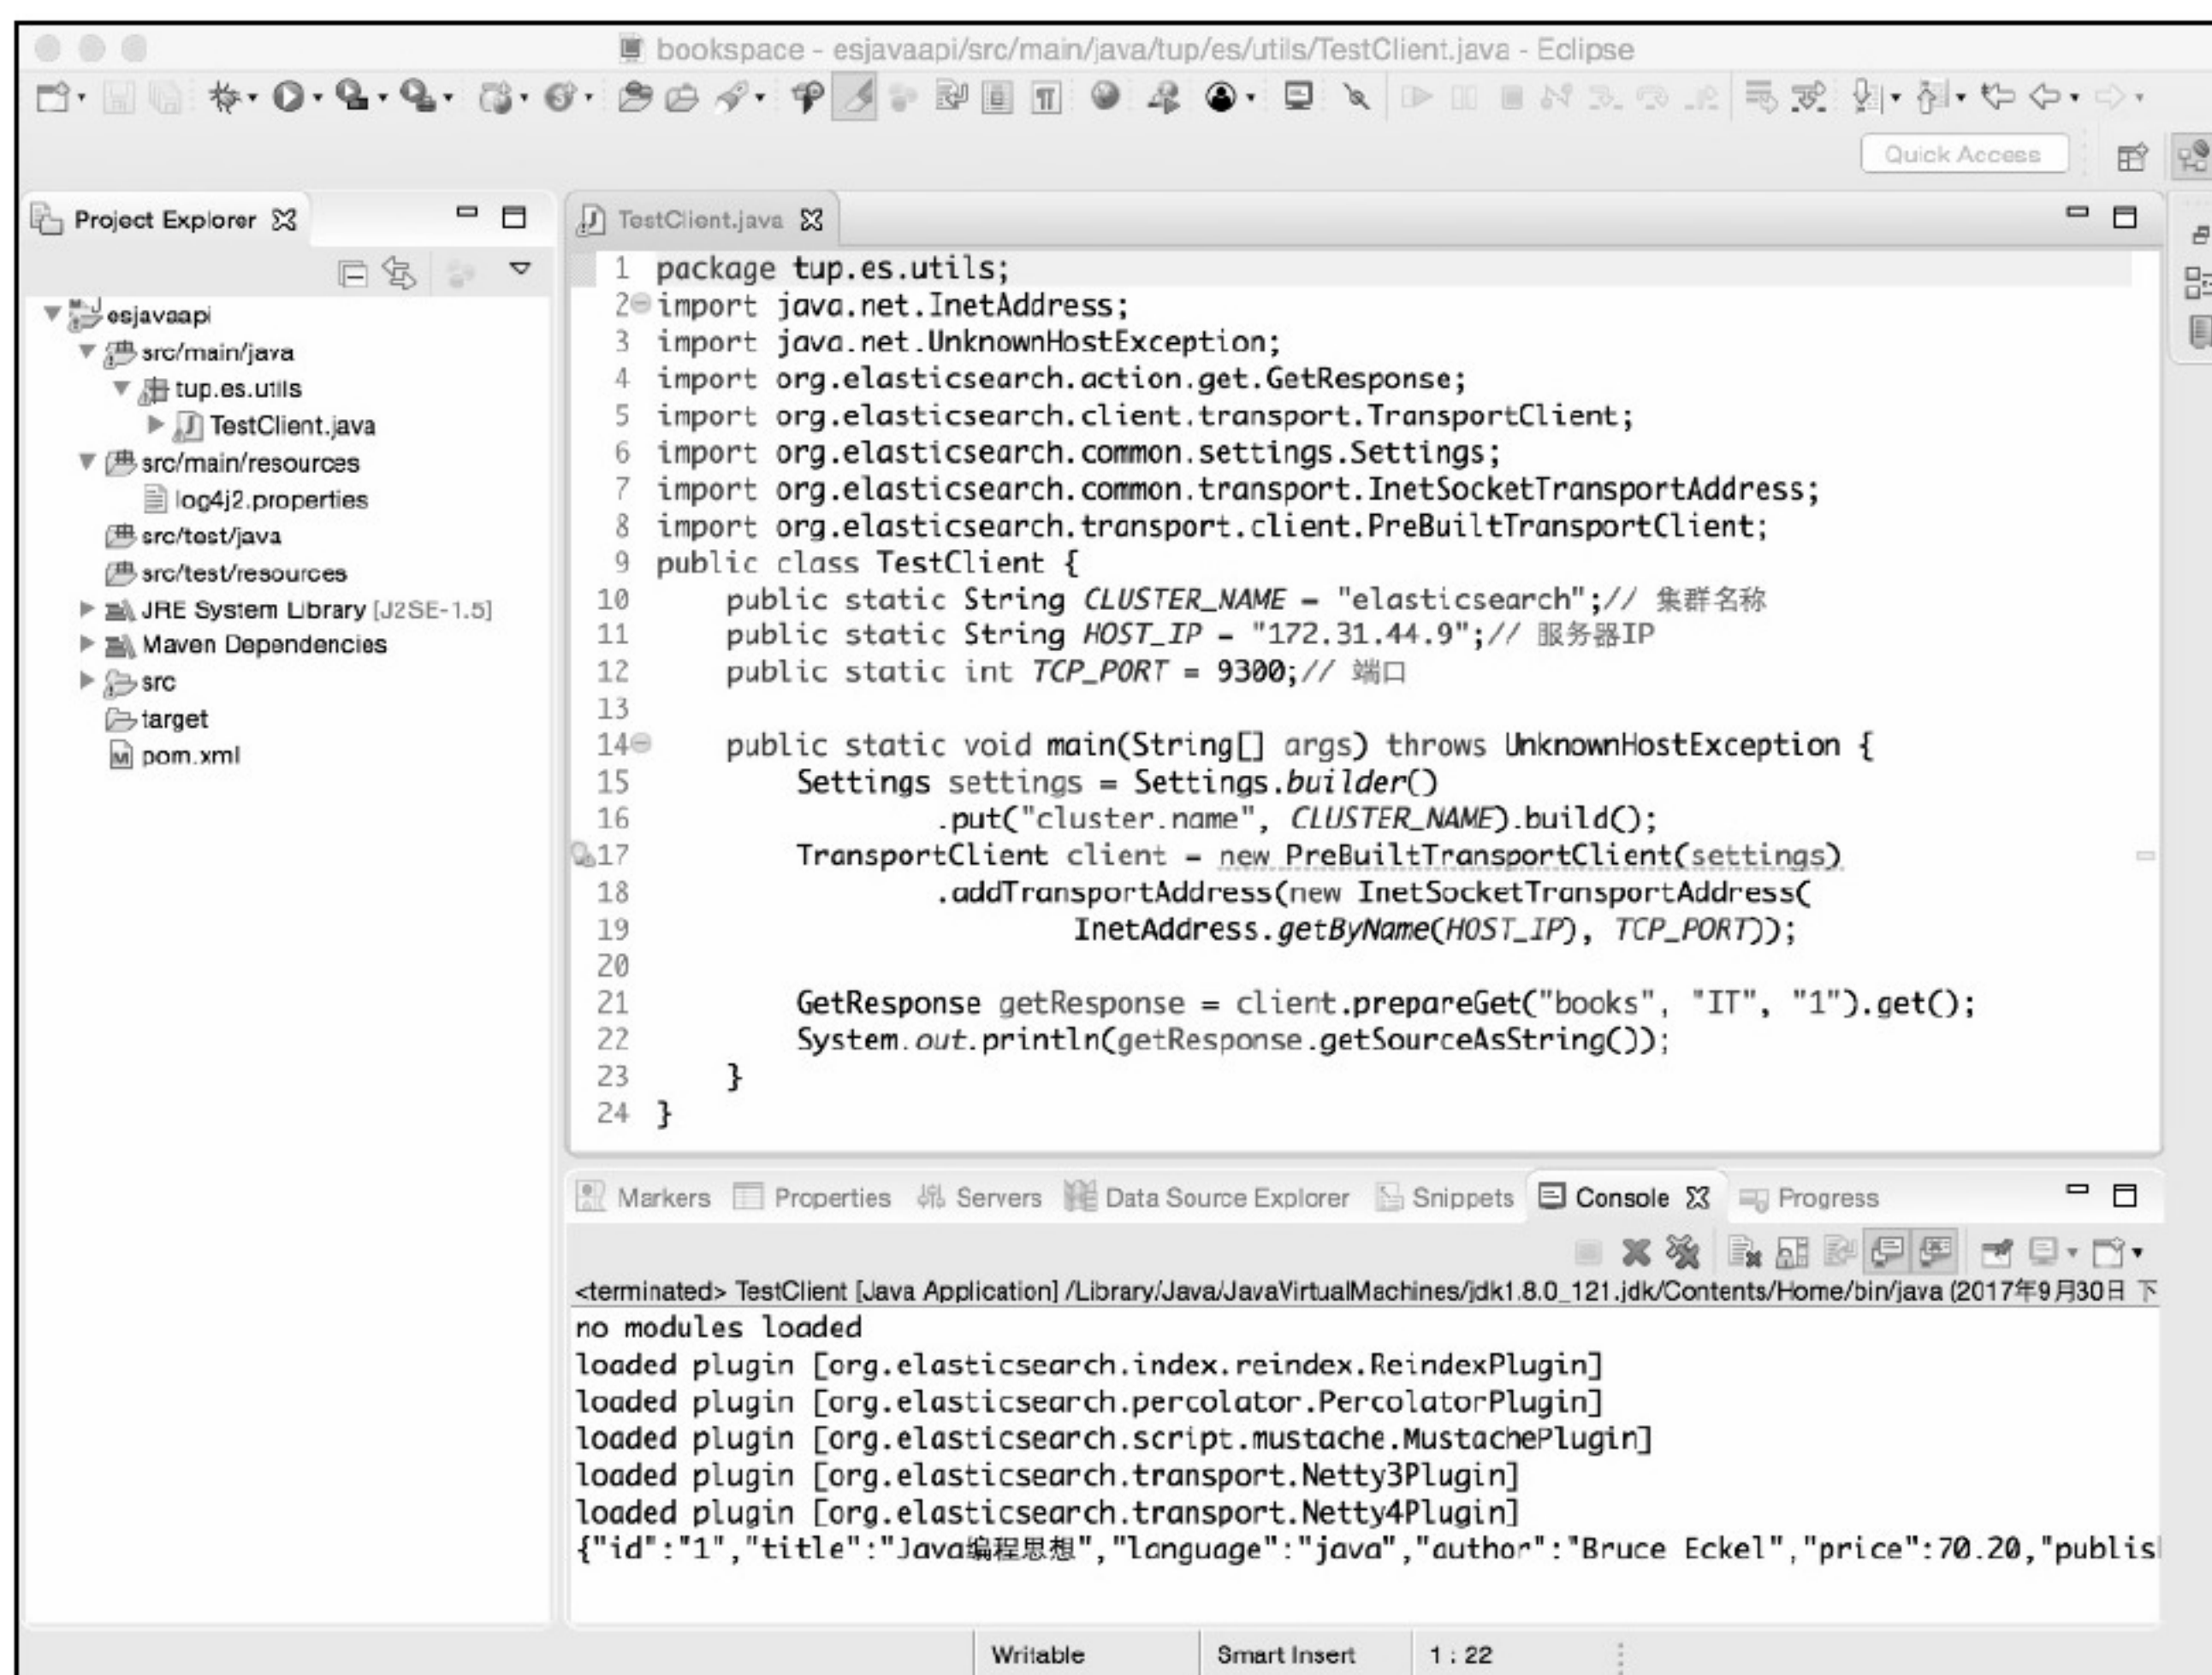 bookspace - esjavaapi/src/main/java/tup/es/utils/TestClient.java - Eclipse
Quick Access
Project Explorer
esjavaapi
src/main/java
tup.es.utils
TestClient.java
src/main/resources
log4j2.properties
src/test/java
src/test/resources
JRE System Library [J2SE-1.5]
Maven Dependencies
src
target
pom.xml
TestClient.java
1 package tup.es.utils;
2 import java.net.InetAddress;
3 import java.net.UnknownHostException;
4 import org.elasticsearch.action.get.GetResponse;
5 import org.elasticsearch.client.transport.TransportClient;
6 import org.elasticsearch.common.settings.Settings;
7 import org.elasticsearch.common.transport.InetSocketTransportAddress;
8 import org.elasticsearch.transport.client.PreBuiltTransportClient;
9 public class TestClient {
10 public static String CLUSTER_NAME = "elasticsearch";// 集群名称
11 public static String HOST_IP = "172.31.44.9";// 服务器IP
12 public static int TCP_PORT = 9300;// 端口
13
14 public static void main(String[] args) throws UnknownHostException {
15 Settings settings = Settings.builder()
16 .put("cluster.name", CLUSTER_NAME).build();
17 TransportClient client = new PreBuiltTransportClient(settings)
18 .addTransportAddress(new InetSocketTransportAddress(
19 InetAddress.getByName(HOST_IP), TCP_PORT));
20
21 GetResponse getResponse = client.prepareGet("books", "IT", "1").get();
22 System.out.println(getResponse.getSourceAsString());
23 }
24 }
Markers Properties Servers Data Source Explorer Snippets Console Progress
<terminated> TestClient [Java Application] /Library/Java/JavaVirtualMachines/jdk1.8.0_121.jdk/Contents/Home/bin/java (2017年9月30日 下
no modules loaded
loaded plugin [org.elasticsearch.index.reindex.ReindexPlugin]
loaded plugin [org.elasticsearch.percolator.PercolatorPlugin]
loaded plugin [org.elasticsearch.script.mustache.MustachePlugin]
loaded plugin [org.elasticsearch.transport.Netty3Plugin]
loaded plugin [org.elasticsearch.transport.Netty4Plugin]
{"id":"1","title":"Java编程思想","language":"java","author":"Bruce Eckel","price":70.20,"publis
Writable Smart Insert 1 : 22